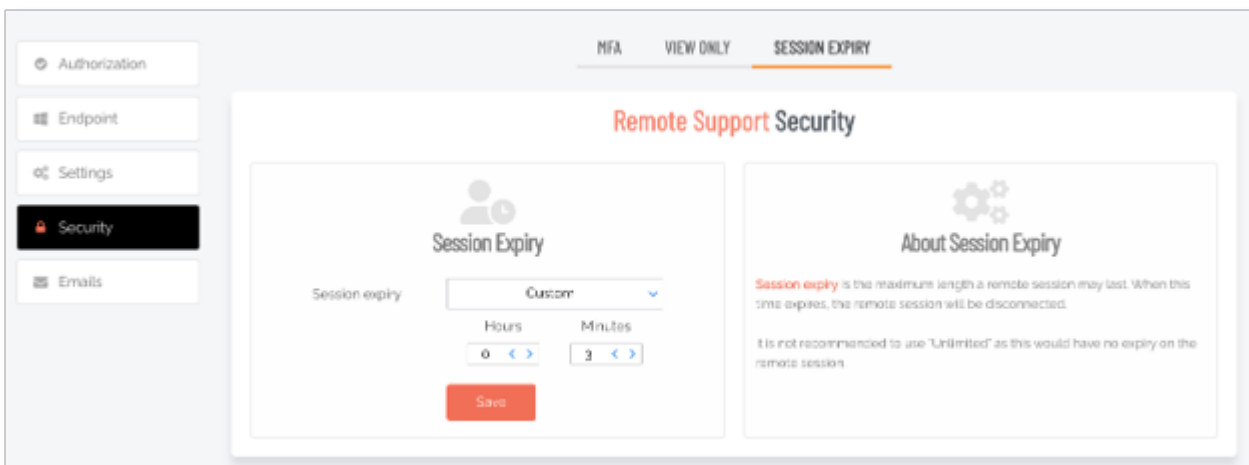 MFA VIEW ONLY SESSION EXPIRY
Authorization
Endpoint
Settings
Security
Emails
Remote Support Security
Session Expiry
Session expiry Custom
Hours Minutes
0 3
Save
About Session Expiry
Session expiry is the maximum length a remote session may last. When this
time expires, the remote session will be disconnected.
It is not recommended to use "Unlimited" as this would have no expiry on the
remote session